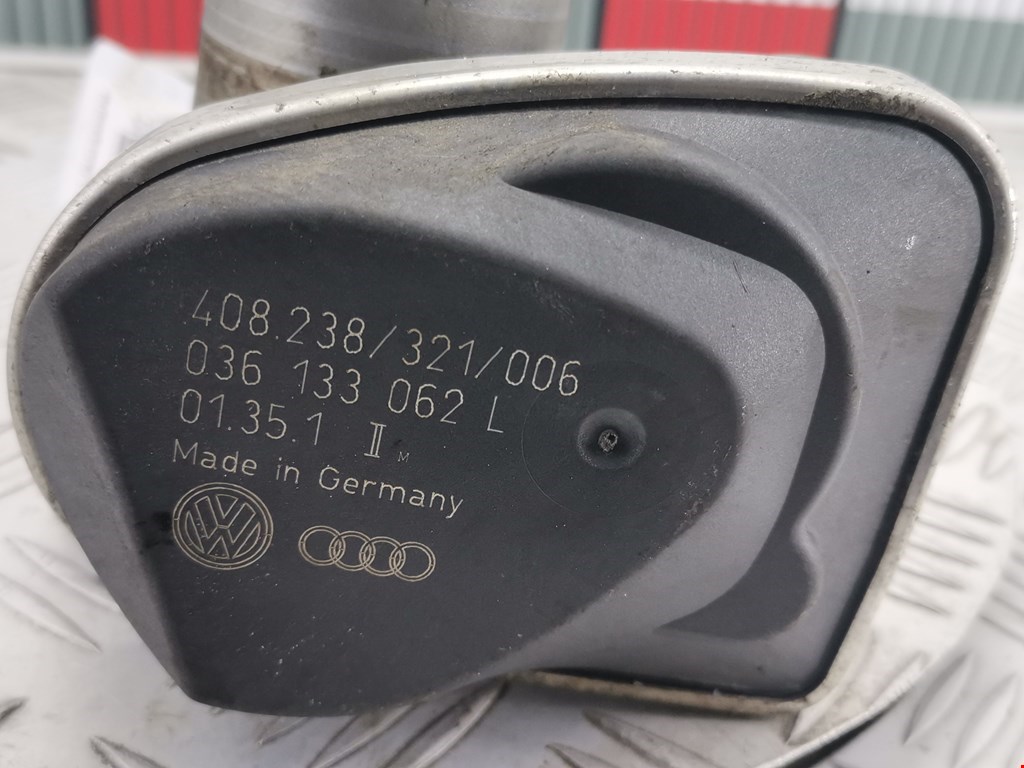 408.238/321/006
036 133 062 L
01.35.1 II M
Made in Germany